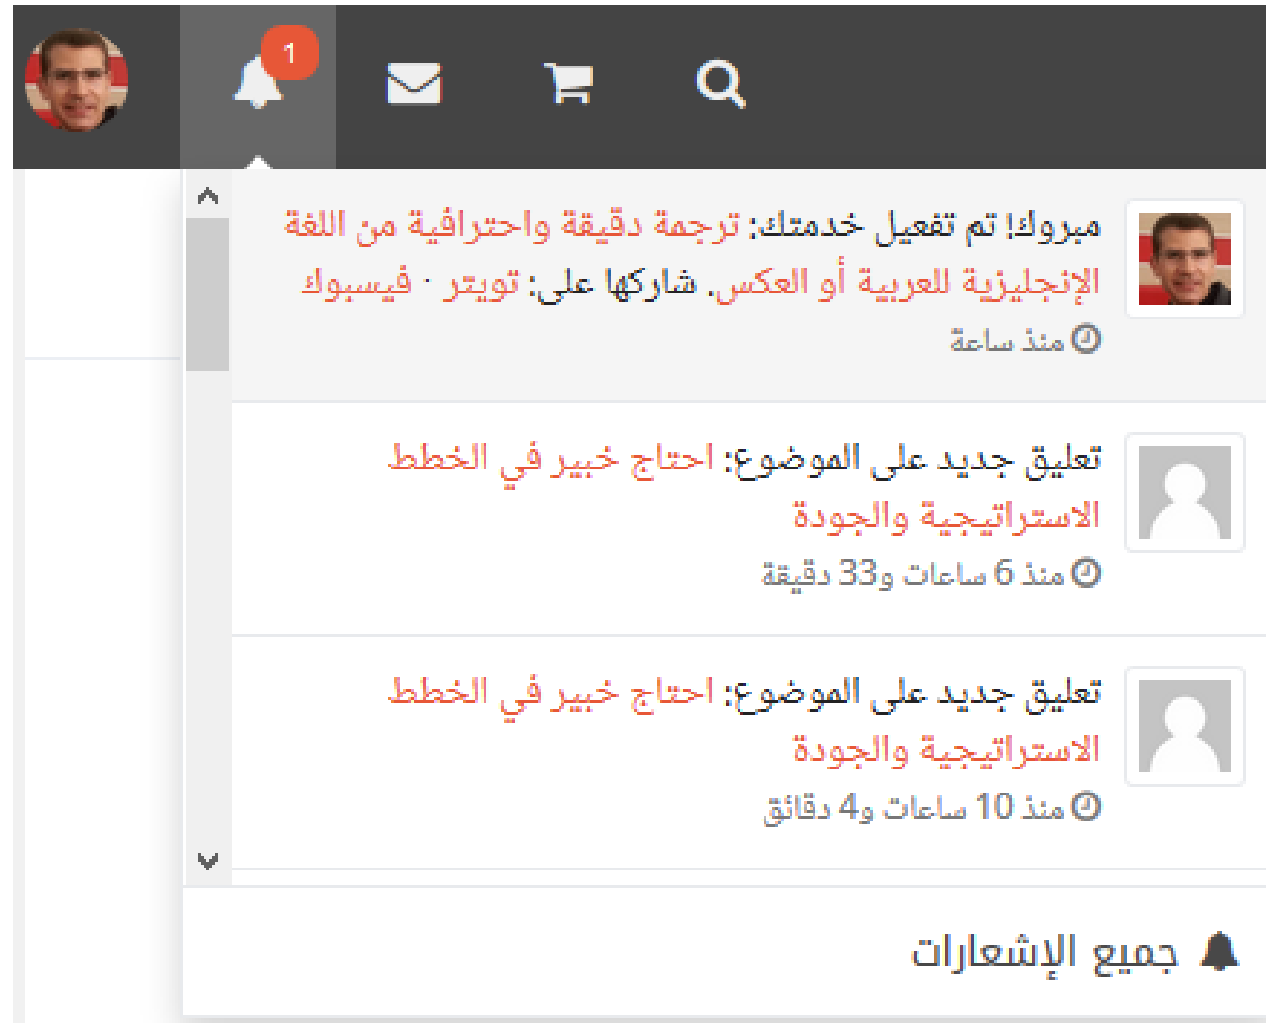 1
مبروك! تم تفعيل خدمتك: ترجمة دقيقة واحترافية من اللغة
الإنجليزية للعربية أو العكس. شاركها على: تويتر · فيسبوك
منذ ساعة
تعليق جديد على الموضوع: احتاج خبير في الخطط
الاستراتيجية والجودة
منذ 6 ساعات و33 دقيقة
تعليق جديد على الموضوع: احتاج خبير في الخطط
الاستراتيجية والجودة
منذ 10 ساعات و4 دقائق
جميع الإشعارات